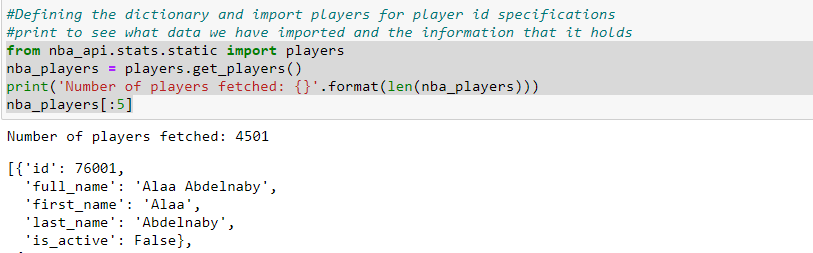 #Defining the dictionary and import players for player id specifications
#print to see what data we have imported and the information that it holds
from nba_api.stats.static import players
nba_players = players.get_players()
print('Number of players fetched: {}'.format(len(nba_players)))
nba_players[:5]
Number of players fetched: 4501
[{'id': 76001,
'full_name': 'Alaa Abdelnaby',
'first_name': 'Alaa',
'last_name': 'Abdelnaby',
'is_active': False},